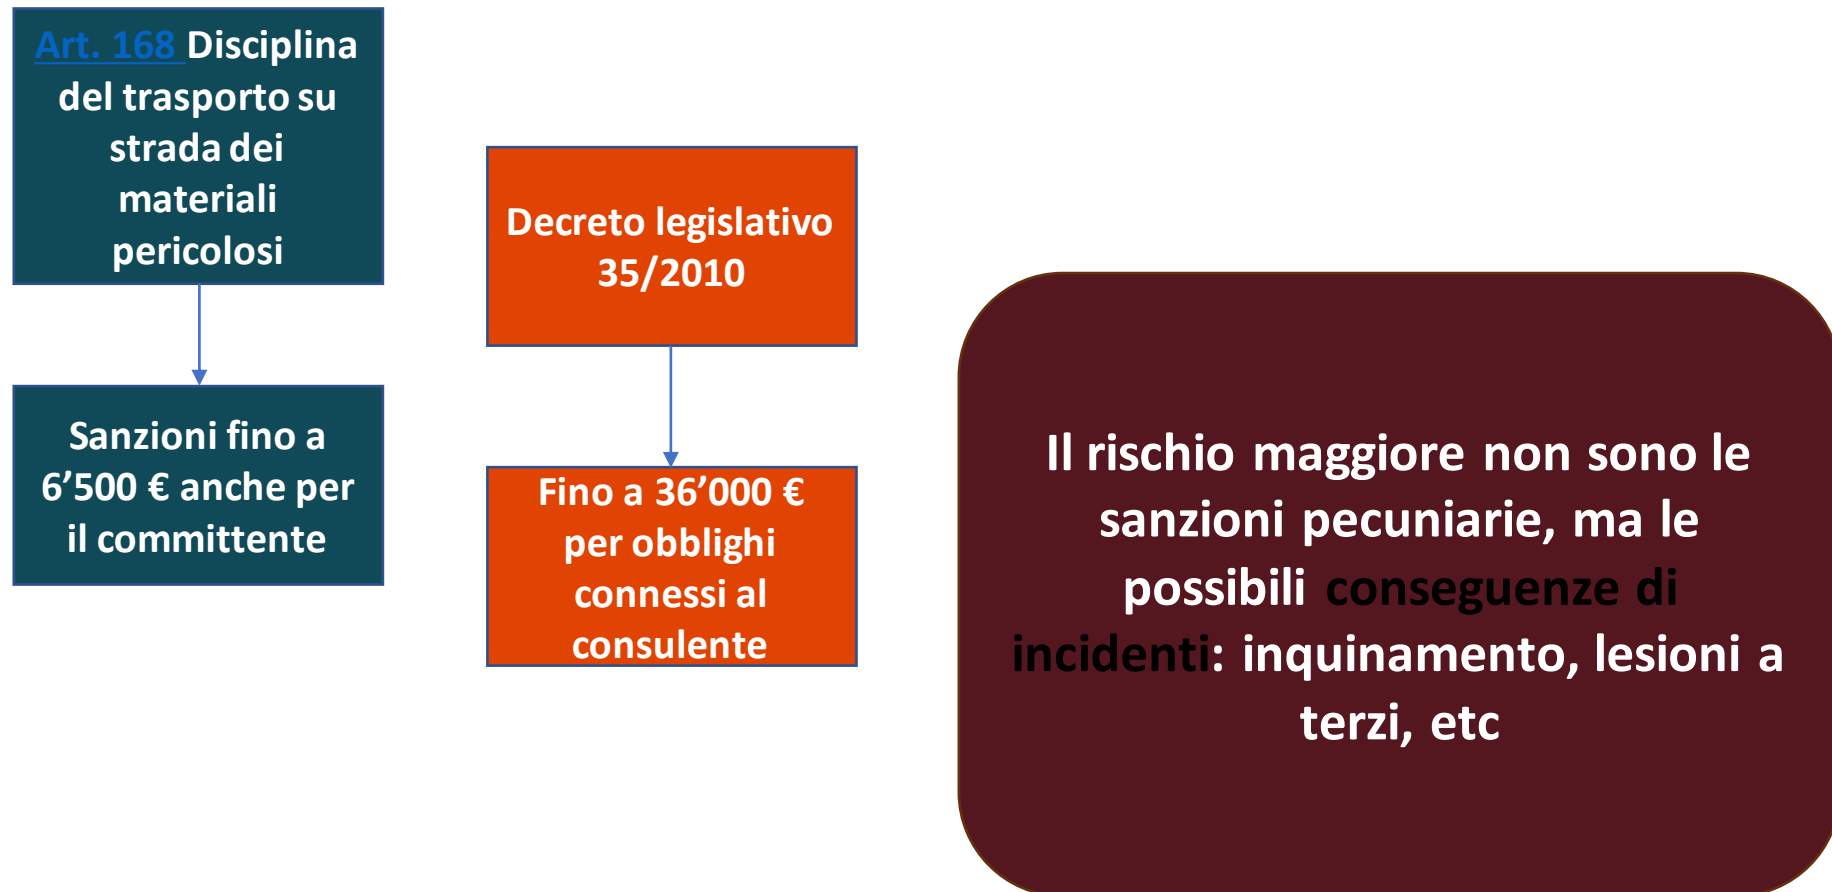 Art. 168 Disciplina
del trasporto su
strada dei
materiali
pericolosi
Sanzioni fino a
6’500 € anche per
il committente
Decreto legislativo
35/2010
Fino a 36’000 €
per obblighi
connessi al
consulente
Il rischio maggiore non sono le
sanzioni pecuniarie, ma le
possibili conseguenze di
incidenti: inquinamento, lesioni a
terzi, etc